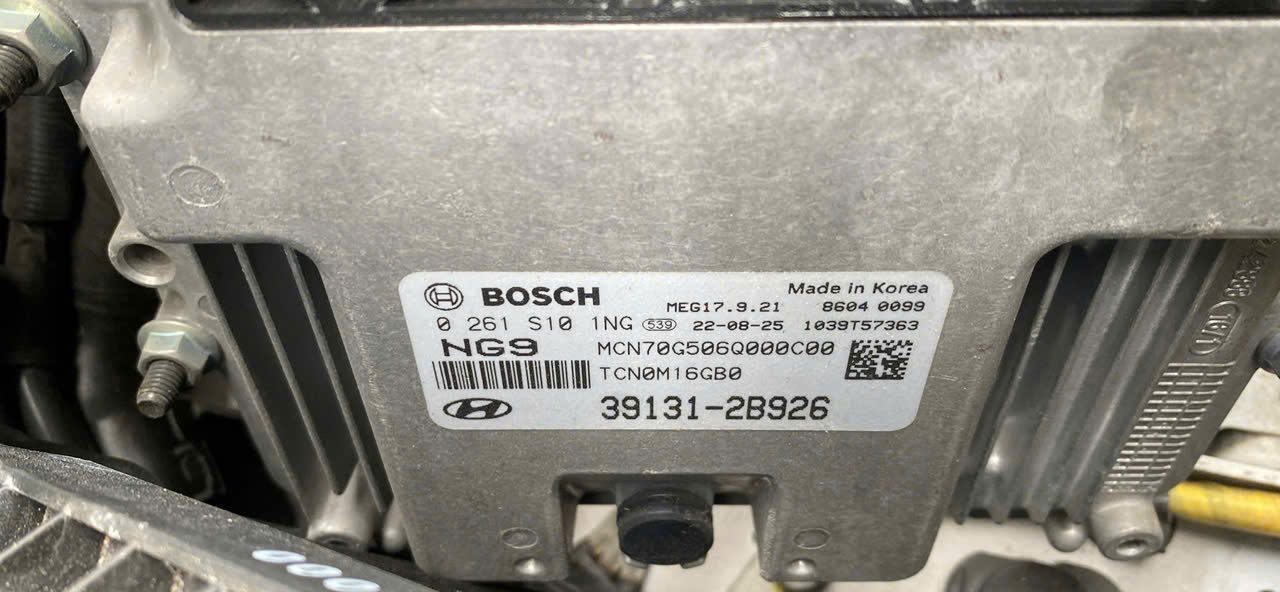 BOSCH
Made in Korea
MEG17.9.21 8604 0099
0 261 S10 1NG 539 22-08-25 1039T57363
NG9 MCN70G506Q000C00
TCN0M16GB0
39131-2B926